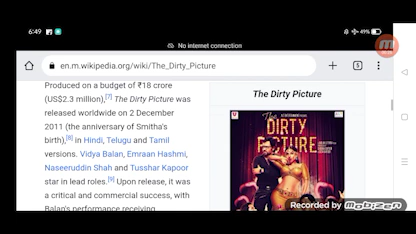 6:49
49%
No internet connection
en.m.wikipedia.org/wiki/The_Dirty_Picture
5
Produced on a budget of ₹18 crore
(US$2.3 million),[7] The Dirty Picture was
released worldwide on 2 December
2011 (the anniversary of Smitha's
birth),[8] in Hindi, Telugu and Tamil
versions. Vidya Balan, Emraan Hashmi,
Naseeruddin Shah and Tusshar Kapoor
star in lead roles.[9] Upon release, it was
a critical and commercial success, with
Balan's performance receiving
The Dirty Picture
The
DIRTY
PICTURE
Recorded by mobizen